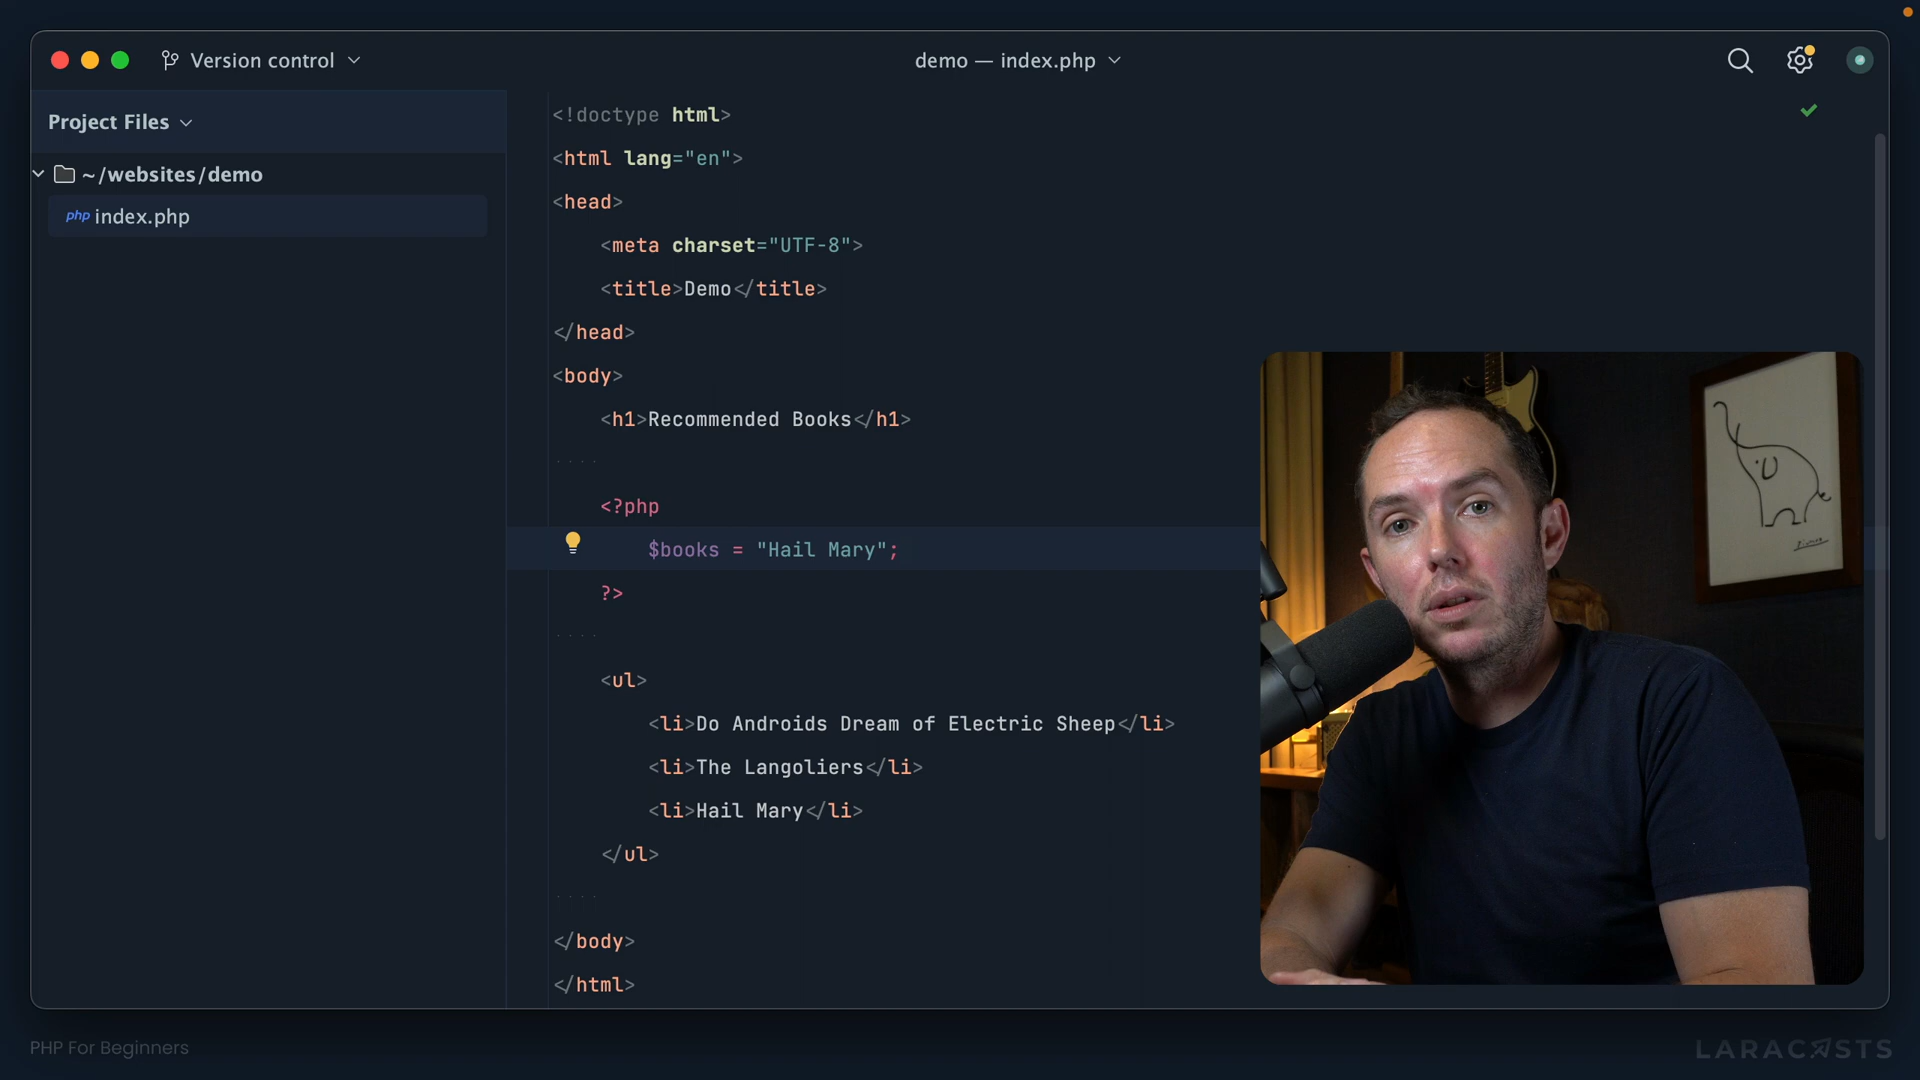 Version control
demo — index.php
Project Files
~/websites/demo
php index.php
<!doctype html>
<html lang="en">
<head>
<meta charset="UTF-8">
<title>Demo</title>
</head>
<body>
<h1>Recommended Books</h1>
<?php
$books = "Hail Mary";
?>
<ul>
<li>Do Androids Dream of Electric Sheep</li>
<li>The Langoliers</li>
<li>Hail Mary</li>
</ul>
</body>
</html>
PHP For Beginners
LARACASTS